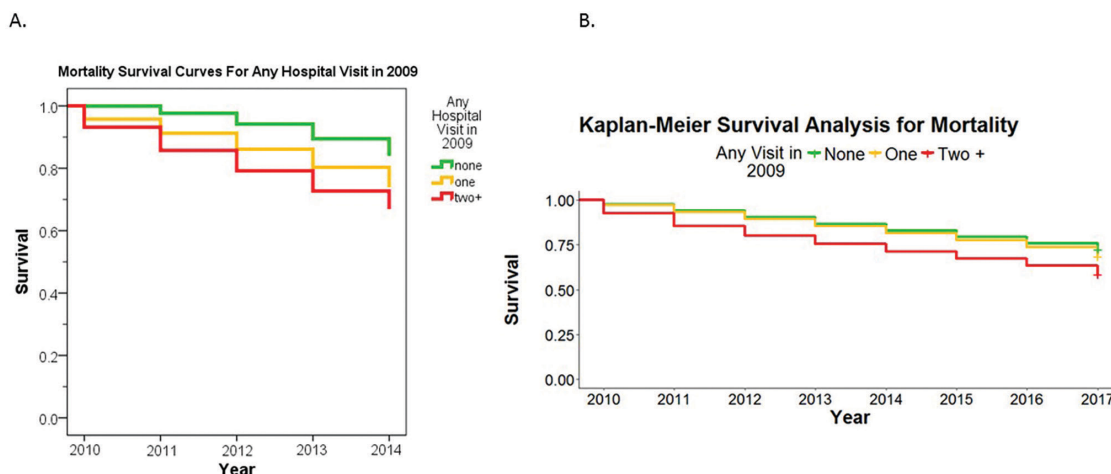 A.
B.
Mortality Survival Curves For Any Hospital Visit in 2009
Survival
1.0
0.8
0.6
0.4
0.2
0.0
2010 2011 2012 2013 2014
Year
Any
Hospital
Visit in
2009
none
one
two+
Kaplan-Meier Survival Analysis for Mortality
Any Visit in
2009
None One Two +
Survival
1.00
0.75
0.50
0.25
0.00
2010 2011 2012 2013 2014 2015 2016 2017
Year